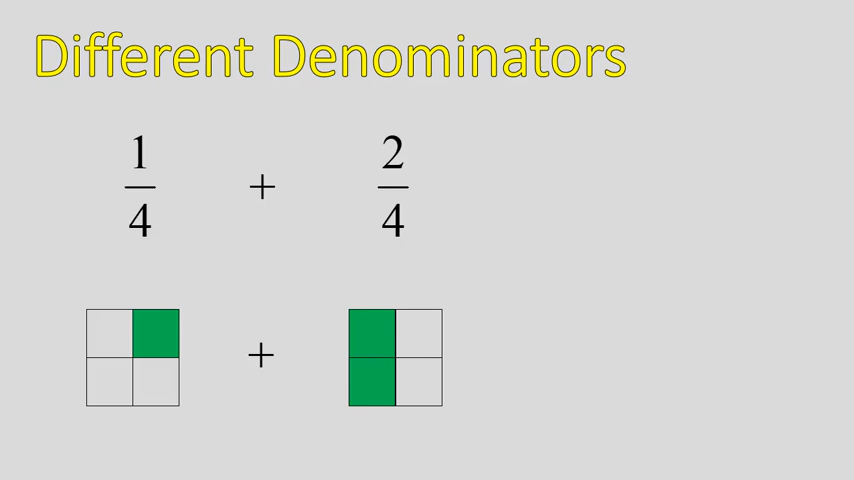 Different Denominators
1/4 + 2/4
+